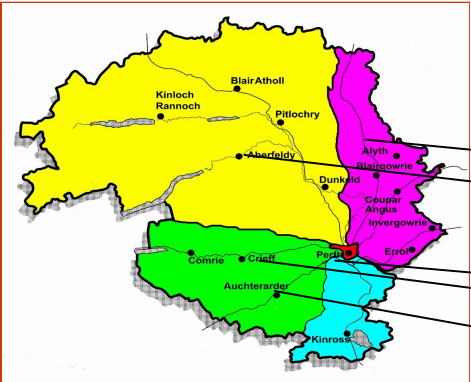 Blair Atholl
Kinloch
Rannoch
Pitlochry
Alyth
Aberfeldy
Blairgowrie
Dunkeld
Coupar
Angus
Invergowrie
Perth
Errol
Comrie
Crieff
Auchterarder
Kinross